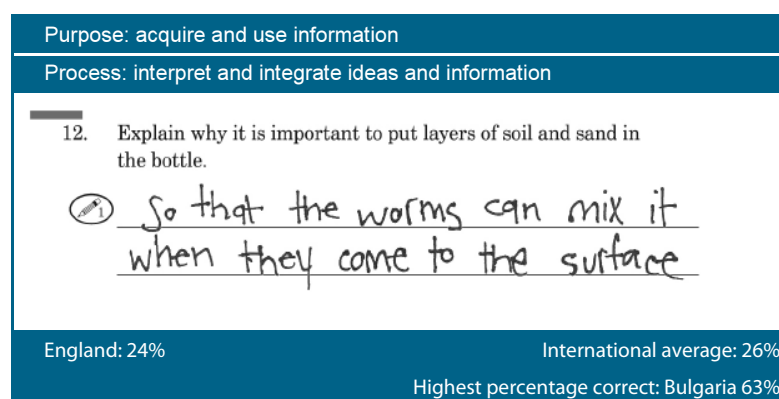 Purpose: acquire and use information
Process: interpret and integrate ideas and information
12. Explain why it is important to put layers of soil and sand in
the bottle.
1 So that the worms can mix it
when they come to the surface
England: 24% International average: 26%
Highest percentage correct: Bulgaria 63%